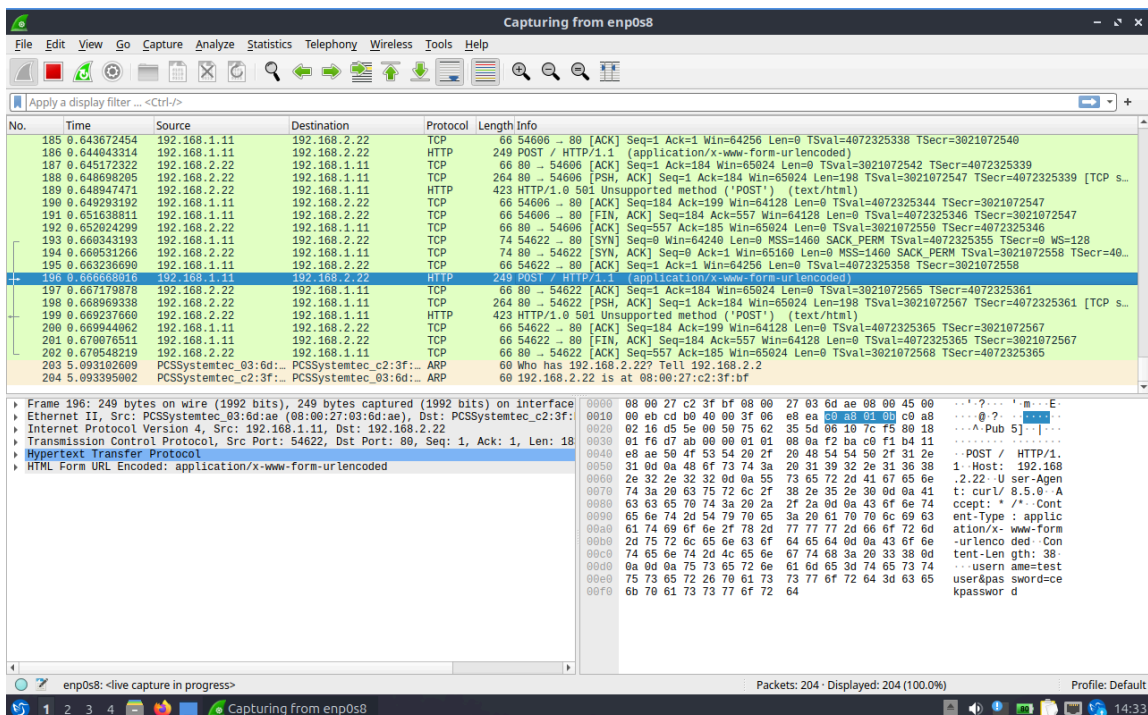 Capturing from enp0s8
File Edit View Go Capture Analyze Statistics Telephony Wireless Tools Help
Apply a display filter ... <Ctrl-/>
No. Time Source Destination Protocol Length Info
185 0.643672454 192.168.1.11 192.168.2.22 TCP 66 54606 → 80 [ACK] Seq=1 Ack=1 Win=64256 Len=0 TSval=4072325338 TSecr=3021072540
186 0.644043314 192.168.1.11 192.168.2.22 HTTP 249 POST / HTTP/1.1 (application/x-www-form-urlencoded)
187 0.645172322 192.168.2.22 192.168.1.11 TCP 66 80 → 54606 [ACK] Seq=1 Ack=184 Win=65024 Len=0 TSval=3021072542 TSecr=4072325339
188 0.648698205 192.168.2.22 192.168.1.11 TCP 264 80 → 54606 [PSH, ACK] Seq=1 Ack=184 Win=65024 Len=198 TSval=3021072547 TSecr=4072325339 [TCP s…
189 0.648947471 192.168.2.22 192.168.1.11 HTTP 423 HTTP/1.0 501 Unsupported method ('POST') (text/html)
190 0.649293192 192.168.1.11 192.168.2.22 TCP 66 54606 → 80 [ACK] Seq=184 Ack=199 Win=64128 Len=0 TSval=4072325344 TSecr=3021072547
191 0.651638811 192.168.1.11 192.168.2.22 TCP 66 54606 → 80 [FIN, ACK] Seq=184 Ack=557 Win=64128 Len=0 TSval=4072325346 TSecr=3021072547
192 0.652024299 192.168.2.22 192.168.1.11 TCP 66 80 → 54606 [ACK] Seq=557 Ack=185 Win=65024 Len=0 TSval=3021072550 TSecr=4072325346
193 0.660343193 192.168.1.11 192.168.2.22 TCP 74 54622 → 80 [SYN] Seq=0 Win=64240 Len=0 MSS=1460 SACK_PERM TSval=4072325355 TSecr=0 WS=128
194 0.660531266 192.168.2.22 192.168.1.11 TCP 74 80 → 54622 [SYN, ACK] Seq=0 Ack=1 Win=65160 Len=0 MSS=1460 SACK_PERM TSval=3021072558 TSecr=40…
195 0.663236690 192.168.1.11 192.168.2.22 TCP 66 54622 → 80 [ACK] Seq=1 Ack=1 Win=64256 Len=0 TSval=4072325358 TSecr=3021072558
196 0.666668016 192.168.1.11 192.168.2.22 HTTP 249 POST / HTTP/1.1 (application/x-www-form-urlencoded)
197 0.667179878 192.168.2.22 192.168.1.11 TCP 66 80 → 54622 [ACK] Seq=1 Ack=184 Win=65024 Len=0 TSval=3021072565 TSecr=4072325361
198 0.668969338 192.168.2.22 192.168.1.11 TCP 264 80 → 54622 [PSH, ACK] Seq=1 Ack=184 Win=65024 Len=198 TSval=3021072567 TSecr=4072325361 [TCP s…
199 0.669237660 192.168.2.22 192.168.1.11 HTTP 423 HTTP/1.0 501 Unsupported method ('POST') (text/html)
200 0.669944062 192.168.1.11 192.168.2.22 TCP 66 54622 → 80 [ACK] Seq=184 Ack=199 Win=64128 Len=0 TSval=4072325365 TSecr=3021072567
201 0.670076511 192.168.1.11 192.168.2.22 TCP 66 54622 → 80 [FIN, ACK] Seq=184 Ack=557 Win=64128 Len=0 TSval=4072325365 TSecr=3021072567
202 0.670548219 192.168.2.22 192.168.1.11 TCP 66 80 → 54622 [ACK] Seq=557 Ack=185 Win=65024 Len=0 TSval=3021072568 TSecr=4072325365
203 5.093102609 PCSSystemtec_03:6d:… PCSSystemtec_c2:3f:… ARP 60 Who has 192.168.2.22? Tell 192.168.2.2
204 5.093395002 PCSSystemtec_c2:3f:… PCSSystemtec_03:6d:… ARP 60 192.168.2.22 is at 08:00:27:c2:3f:bf
Frame 196: 249 bytes on wire (1992 bits), 249 bytes captured (1992 bits) on interface
Ethernet II, Src: PCSSystemtec_03:6d:ae (08:00:27:03:6d:ae), Dst: PCSSystemtec_c2:3f:
Internet Protocol Version 4, Src: 192.168.1.11, Dst: 192.168.2.22
Transmission Control Protocol, Src Port: 54622, Dst Port: 80, Seq: 1, Ack: 1, Len: 18
Hypertext Transfer Protocol
HTML Form URL Encoded: application/x-www-form-urlencoded
0000 08 00 27 c2 3f bf 08 00 27 03 6d ae 08 00 45 00 ··'·?··· '·m···E·
0010 00 eb cd b0 40 00 3f 06 e8 ea c0 a8 01 0b c0 a8 ····@·?· ········
0020 02 16 d5 5e 00 50 75 62 35 5d 06 10 7c f5 80 18 ···^·Pub 5]··|···
0030 01 f6 d7 ab 00 00 01 01 08 0a f2 ba c0 f1 b4 11 ········ ········
0040 e8 ae 50 4f 53 54 20 2f 20 48 54 54 50 2f 31 2e ··POST / HTTP/1.
0050 31 0d 0a 48 6f 73 74 3a 20 31 39 32 2e 31 36 38 1··Host: 192.168
0060 2e 32 2e 32 32 0d 0a 55 73 65 72 2d 41 67 65 6e .2.22··U ser-Agen
0070 74 3a 20 63 75 72 6c 2f 38 2e 35 2e 30 0d 0a 41 t: curl/ 8.5.0··A
0080 63 63 65 70 74 3a 20 2a 2f 2a 0d 0a 43 6f 6e 74 ccept: * /*··Cont
0090 65 6e 74 2d 54 79 70 65 3a 20 61 70 70 6c 69 63 ent-Type : applic
00a0 61 74 69 6f 6e 2f 78 2d 77 77 77 2d 66 6f 72 6d ation/x- www-form
00b0 2d 75 72 6c 65 6e 63 6f 64 65 64 0d 0a 43 6f 6e -urlenco ded··Con
00c0 74 65 6e 74 2d 4c 65 6e 67 74 68 3a 20 33 38 0d tent-Len gth: 38·
00d0 0a 0d 0a 75 73 65 72 6e 61 6d 65 3d 74 65 73 74 ···usern ame=test
00e0 75 73 65 72 26 70 61 73 73 77 6f 72 64 3d 63 65 user&pas sword=ce
00f0 6b 70 61 73 73 77 6f 72 64 kpasswor d
enp0s8: <live capture in progress> Packets: 204 · Displayed: 204 (100.0%) Profile: Default
1 2 3 4 Capturing from enp0s8 14:33